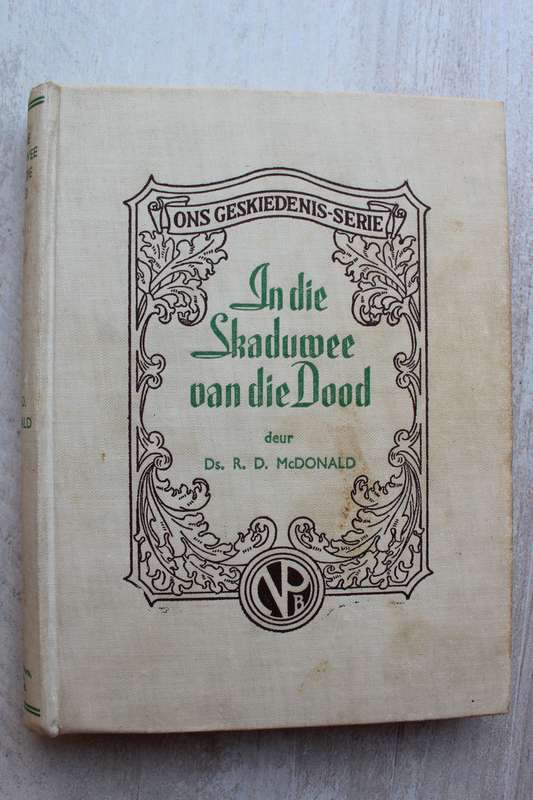 ONS GESKIEDENIS-SERIE
In die
Skaduwee
van die Dood
deur
Ds. R. D. McDONALD
NPB